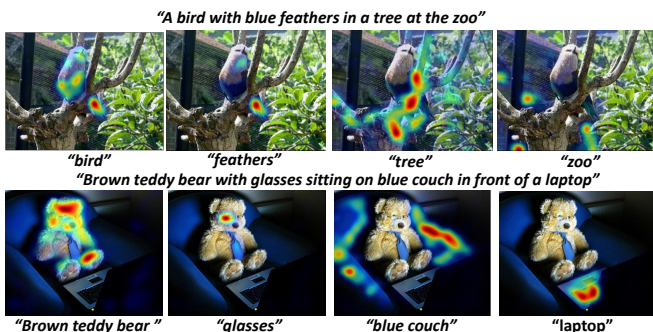 "A bird with blue feathers in a tree at the zoo"
"bird" "feathers" "tree" "zoo"
"Brown teddy bear with glasses sitting on blue couch in front of a laptop"
"Brown teddy bear " "glasses" "blue couch" "laptop"